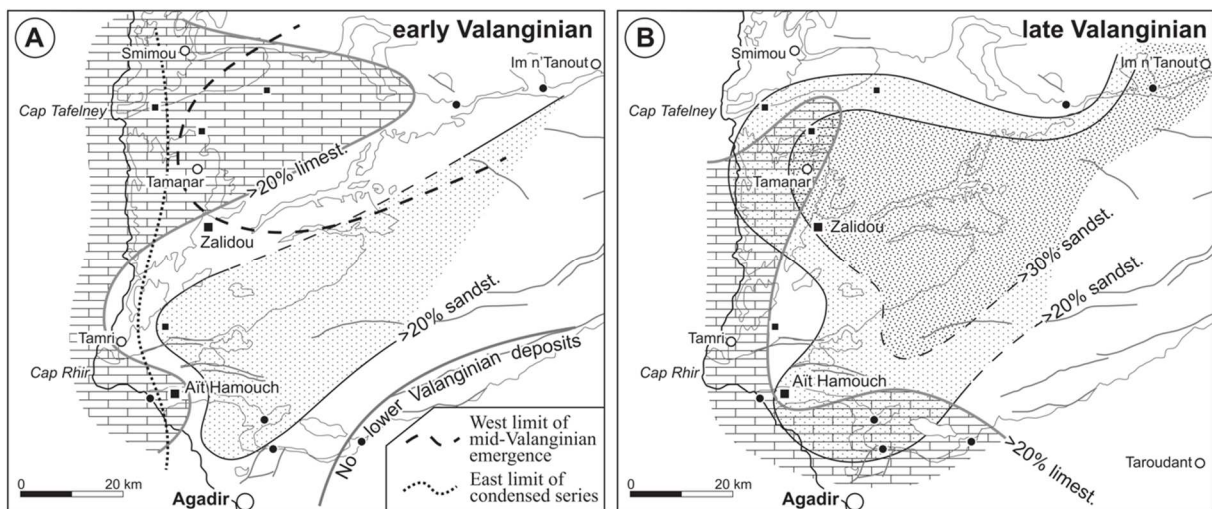 A
early Valanginian
Smimou
Im n'Tanout
Cap Tafelney
>20% limest.
Tamanar
Zalidou
>20% sandst.
Tamri
Cap Rhir
Aït Hamouch
No lower Valanginian deposits
West limit of
mid-Valanginian
emergence
East limit of
condensed series
0 20 km
Agadir
B
late Valanginian
Smimou
Im n'Tanout
Cap Tafelney
Tamanar
Zalidou
>30% sandst.
>20% sandst.
Tamri
Cap Rhir
Aït Hamouch
>20% limest.
Taroudant
0 20 km
Agadir